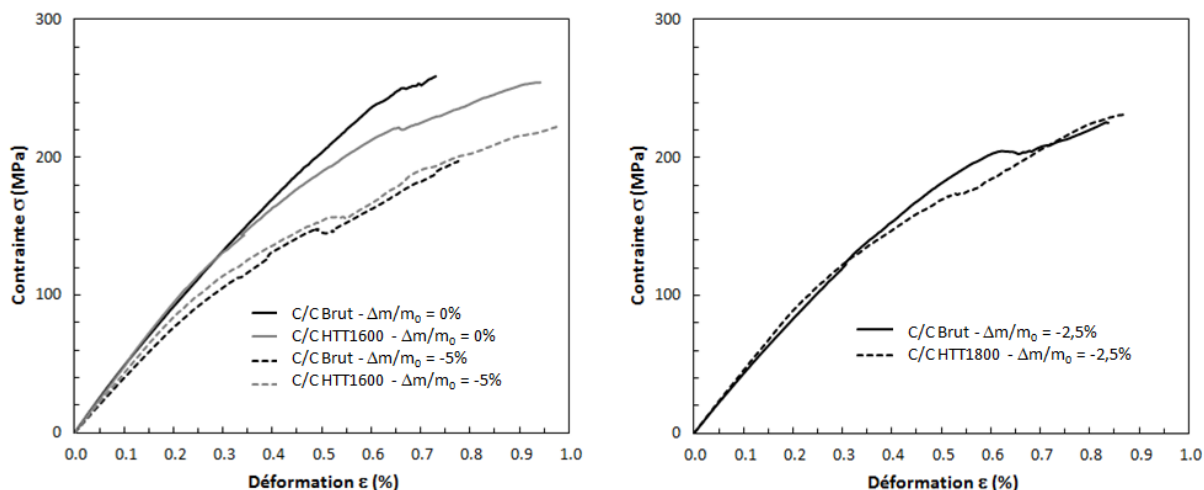 300
200
100
0
Contrainte σ (MPa)
C/C Brut - Δm/m₀ = 0%
C/C HTT1600 - Δm/m₀ = 0%
C/C Brut - Δm/m₀ = -5%
C/C HTT1600 - Δm/m₀ = -5%
0.0 0.1 0.2 0.3 0.4 0.5 0.6 0.7 0.8 0.9 1.0
Déformation ε (%)
300
200
100
0
Contrainte σ (MPa)
C/C Brut - Δm/m₀ = -2,5%
C/C HTT1800 - Δm/m₀ = -2,5%
0.0 0.1 0.2 0.3 0.4 0.5 0.6 0.7 0.8 0.9 1.0
Déformation ε (%)